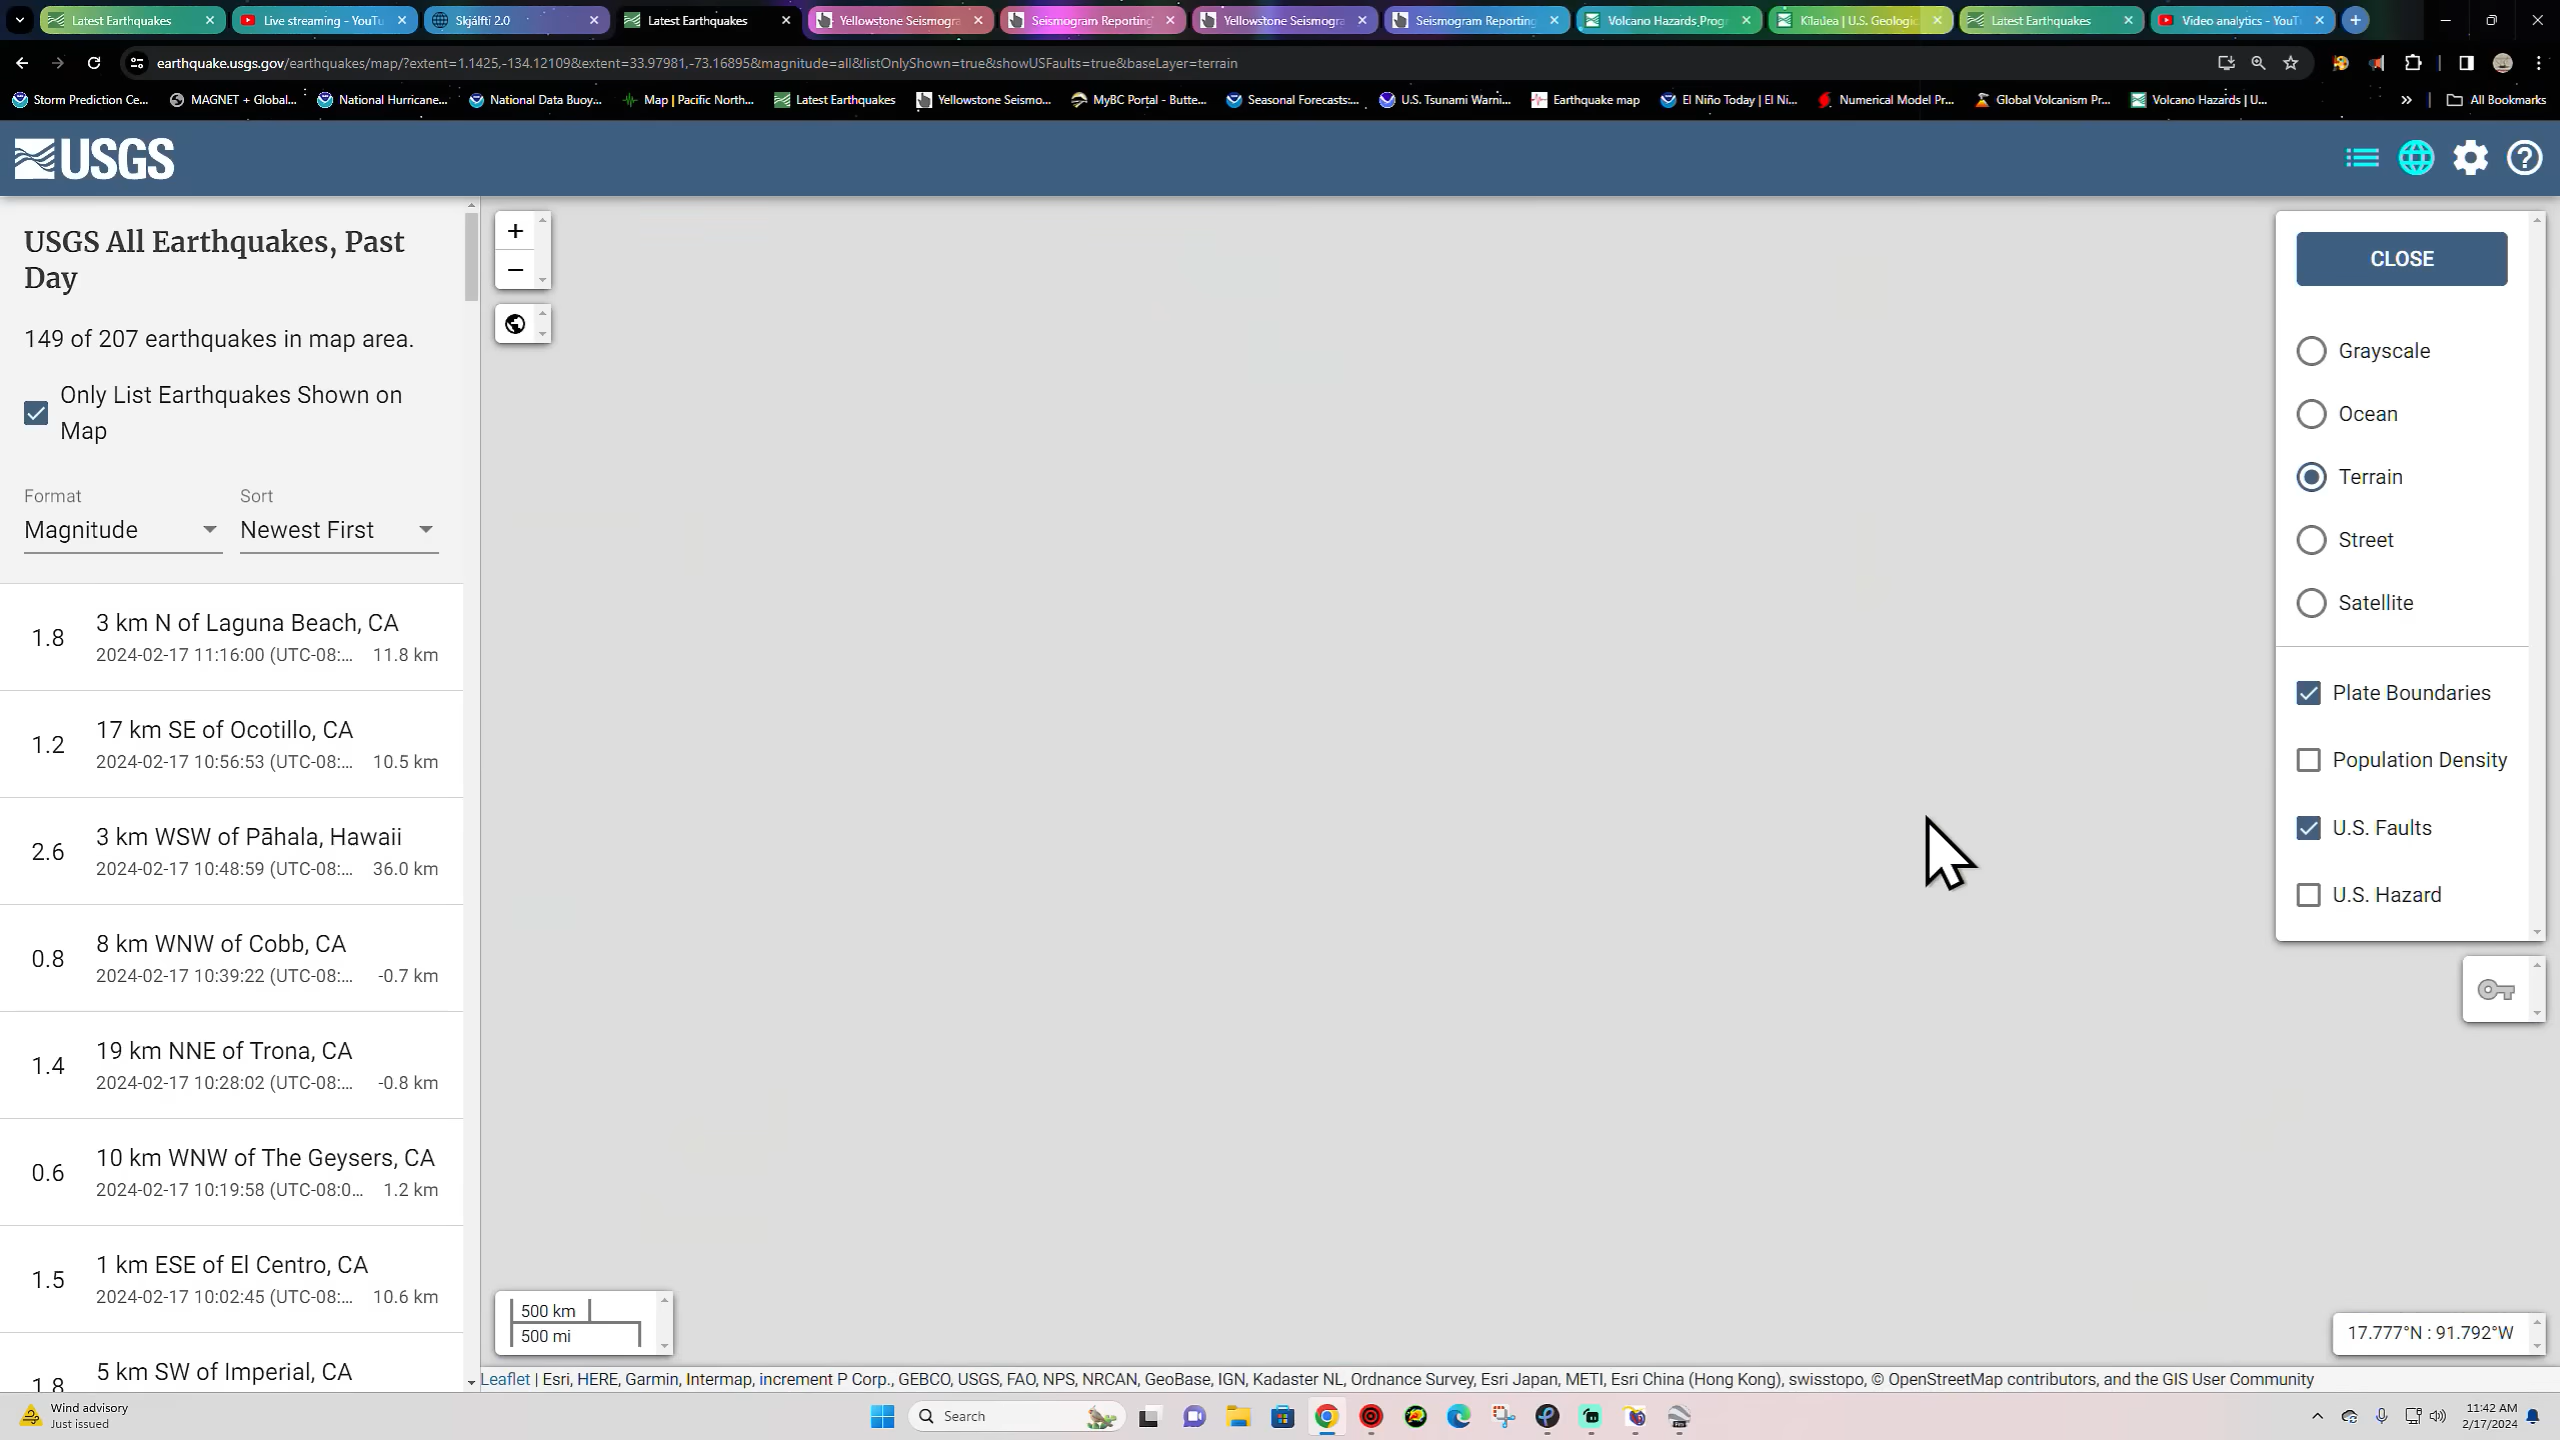 Latest Earthquakes
Live streaming - YouTu
Skjálfti 2.0
Latest Earthquakes
Yellowstone Seismogra
Seismogram Reporting
Yellowstone Seismogra
Seismogram Reporting
Volcano Hazards Prog
Kīlauea | U.S. Geologic
Latest Earthquakes
Video analytics - YouTu
earthquake.usgs.gov/earthquakes/map/?extent=1.1425,-134.12109&extent=33.97981,-73.16895&magnitude=all&listOnlyShown=true&showUSFaults=true&baseLayer=terrain
Storm Prediction Ce...
MAGNET + Global...
National Hurricane...
National Data Buoy...
Map | Pacific North...
Latest Earthquakes
Yellowstone Seismo...
MyBC Portal - Butte...
Seasonal Forecasts:...
U.S. Tsunami Warni...
Earthquake map
El Niño Today | El Ni...
Numerical Model Pr...
Global Volcanism Pr...
Volcano Hazards | U...
All Bookmarks
USGS
USGS All Earthquakes, Past
Day
149 of 207 earthquakes in map area.
Only List Earthquakes Shown on
Map
Format
Sort
Magnitude
Newest First
1.8
3 km N of Laguna Beach, CA
2024-02-17 11:16:00 (UTC-08:...
11.8 km
1.2
17 km SE of Ocotillo, CA
2024-02-17 10:56:53 (UTC-08:...
10.5 km
2.6
3 km WSW of Pāhala, Hawaii
2024-02-17 10:48:59 (UTC-08:...
36.0 km
0.8
8 km WNW of Cobb, CA
2024-02-17 10:39:22 (UTC-08:...
-0.7 km
1.4
19 km NNE of Trona, CA
2024-02-17 10:28:02 (UTC-08:...
-0.8 km
0.6
10 km WNW of The Geysers, CA
2024-02-17 10:19:58 (UTC-08:0...
1.2 km
1.5
1 km ESE of El Centro, CA
2024-02-17 10:02:45 (UTC-08:...
10.6 km
1.8
5 km SW of Imperial, CA
+
−
CLOSE
Grayscale
Ocean
Terrain
Street
Satellite
Plate Boundaries
Population Density
U.S. Faults
U.S. Hazard
500 km
500 mi
17.777°N : 91.792°W
Leaflet | Esri, HERE, Garmin, Intermap, increment P Corp., GEBCO, USGS, FAO, NPS, NRCAN, GeoBase, IGN, Kadaster NL, Ordnance Survey, Esri Japan, METI, Esri China (Hong Kong), swisstopo, © OpenStreetMap contributors, and the GIS User Community
Wind advisory
Just issued
Search
11:42 AM
2/17/2024